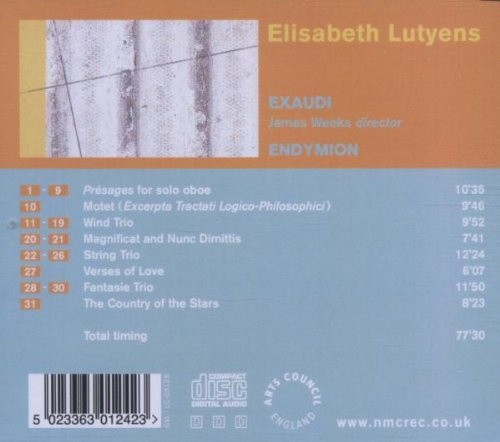 Elisabeth Lutyens
EXAUDI
James Weeks director
ENDYMION
1 - 9 Présages for solo oboe 10'35
10 Motet (Excerpta Tractati Logico-Philosophici) 9'46
11 - 19 Wind Trio 9'52
20 - 21 Magnificat and Nunc Dimittis 7'41
22 - 26 String Trio 12'24
27 Verses of Love 6'07
28 - 30 Fantasie Trio 11'50
31 The Country of the Stars 8'23
Total timing 77'30
COMPACT
disc
DIGITAL AUDIO
D D D
ARTS COUNCIL
ENGLAND
5 023363 012423 >
www.nmcrec.co.uk